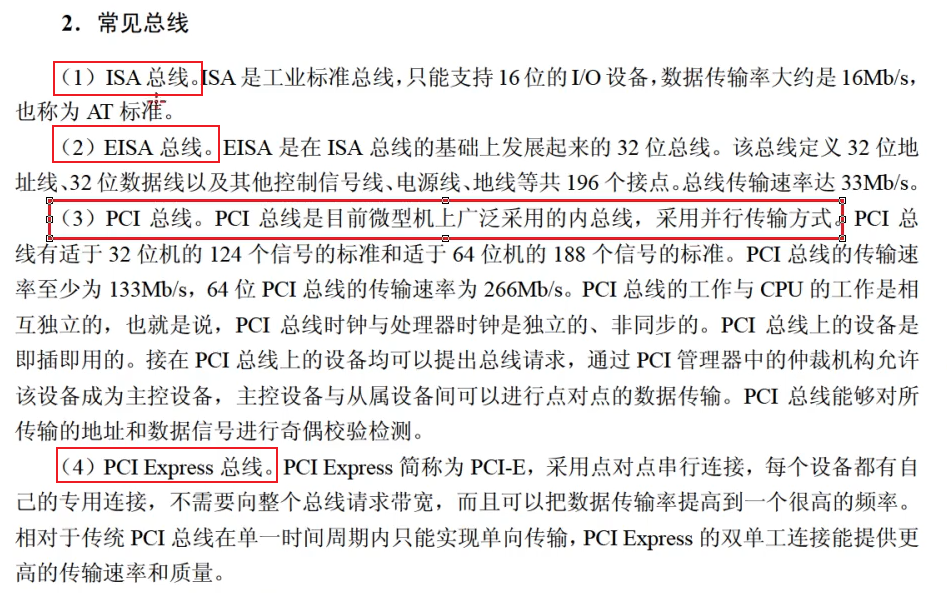 2．常见总线
（1）ISA 总线。ISA 是工业标准总线，只能支持 16 位的 I/O 设备，数据传输率大约是 16Mb/s，
也称为 AT 标准。
（2）EISA 总线。EISA 是在 ISA 总线的基础上发展起来的 32 位总线。该总线定义 32 位地
址线、32 位数据线以及其他控制信号线、电源线、地线等共 196 个接点。总线传输速率达 33Mb/s。
（3）PCI 总线。PCI 总线是目前微型机上广泛采用的内总线，采用并行传输方式。PCI 总
线有适于 32 位机的 124 个信号的标准和适于 64 位机的 188 个信号的标准。PCI 总线的传输速
率至少为 133Mb/s，64 位 PCI 总线的传输速率为 266Mb/s。PCI 总线的工作与 CPU 的工作是相
互独立的，也就是说，PCI 总线时钟与处理器时钟是独立的、非同步的。PCI 总线上的设备是
即插即用的。接在 PCI 总线上的设备均可以提出总线请求，通过 PCI 管理器中的仲裁机构允许
该设备成为主控设备，主控设备与从属设备间可以进行点对点的数据传输。PCI 总线能够对所
传输的地址和数据信号进行奇偶校验检测。
（4）PCI Express 总线。PCI Express 简称为 PCI-E，采用点对点串行连接，每个设备都有自
己的专用连接，不需要向整个总线请求带宽，而且可以把数据传输率提高到一个很高的频率。
相对于传统 PCI 总线在单一时间周期内只能实现单向传输，PCI Express 的双单工连接能提供更
高的传输速率和质量。